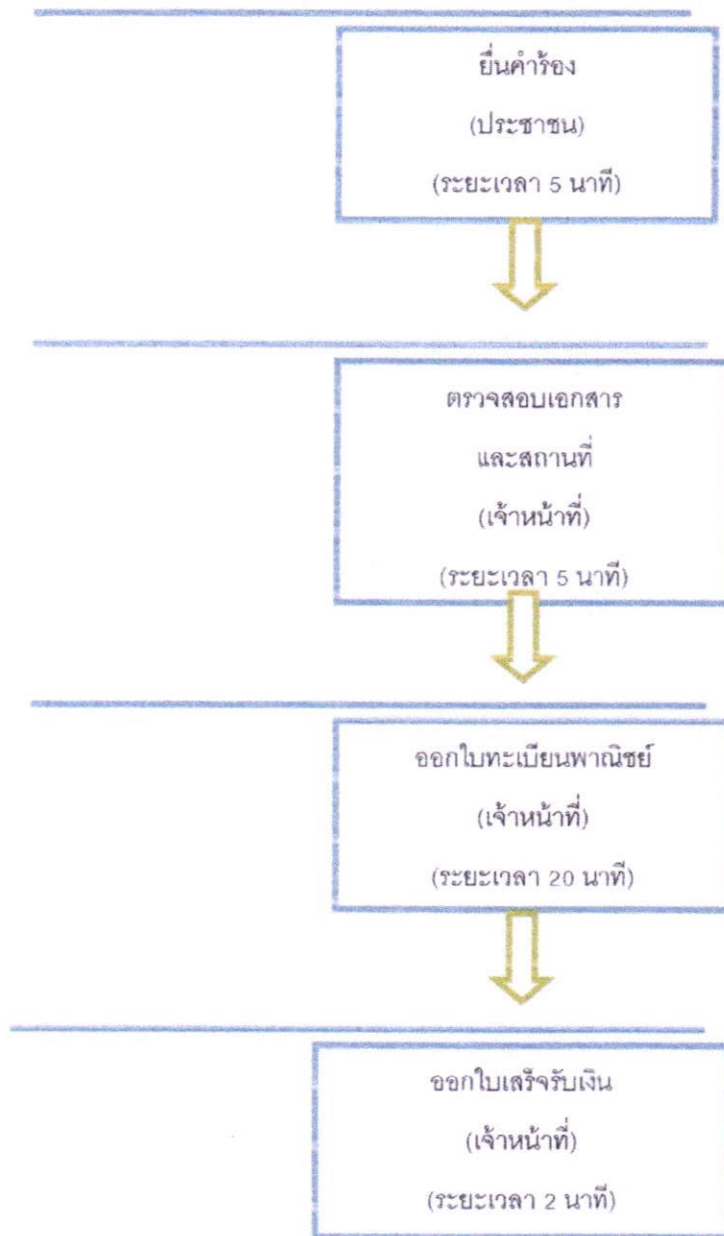 ยื่นคำร้อง
(ประชาชน)
(ระยะเวลา 5 นาที)
ตรวจสอบเอกสาร
และสถานที่
(เจ้าหน้าที่)
(ระยะเวลา 5 นาที)
ออกใบทะเบียนพาณิชย์
(เจ้าหน้าที่)
(ระยะเวลา 20 นาที)
ออกใบเสร็จรับเงิน
(เจ้าหน้าที่)
(ระยะเวลา 2 นาที)